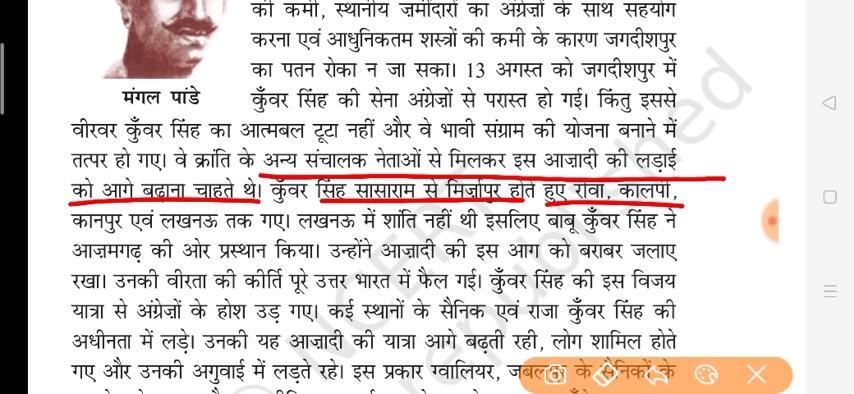 की कमी, स्थानीय ज़मींदारों का अंग्रेज़ों के साथ सहयोग
करना एवं आधुनिकतम शस्त्रों की कमी के कारण जगदीशपुर
का पतन रोका न जा सका। 13 अगस्त को जगदीशपुर में
मंगल पांडे
कुँवर सिंह की सेना अंग्रेज़ों से परास्त हो गई। किंतु इससे
वीरवर कुँवर सिंह का आत्मबल टूटा नहीं और वे भावी संग्राम की योजना बनाने में
तत्पर हो गए। वे क्रांति के अन्य संचालक नेताओं से मिलकर इस आज़ादी की लड़ाई
को आगे बढ़ाना चाहते थे। कुँवर सिंह सासाराम से मिर्ज़ापुर होते हुए रीवा, कालपी,
कानपुर एवं लखनऊ तक गए। लखनऊ में शांति नहीं थी इसलिए बाबू कुँवर सिंह ने
आज़मगढ़ की ओर प्रस्थान किया। उन्होंने आज़ादी की इस आग को बराबर जलाए
रखा। उनकी वीरता की कीर्ति पूरे उत्तर भारत में फैल गई। कुँवर सिंह की इस विजय
यात्रा से अंग्रेज़ों के होश उड़ गए। कई स्थानों के सैनिक एवं राजा कुँवर सिंह की
अधीनता में लड़े। उनकी यह आज़ादी की यात्रा आगे बढ़ती रही, लोग शामिल होते
गए और उनकी अगुवाई में लड़ते रहे। इस प्रकार ग्वालियर, जबलपुर के सैनिकों के